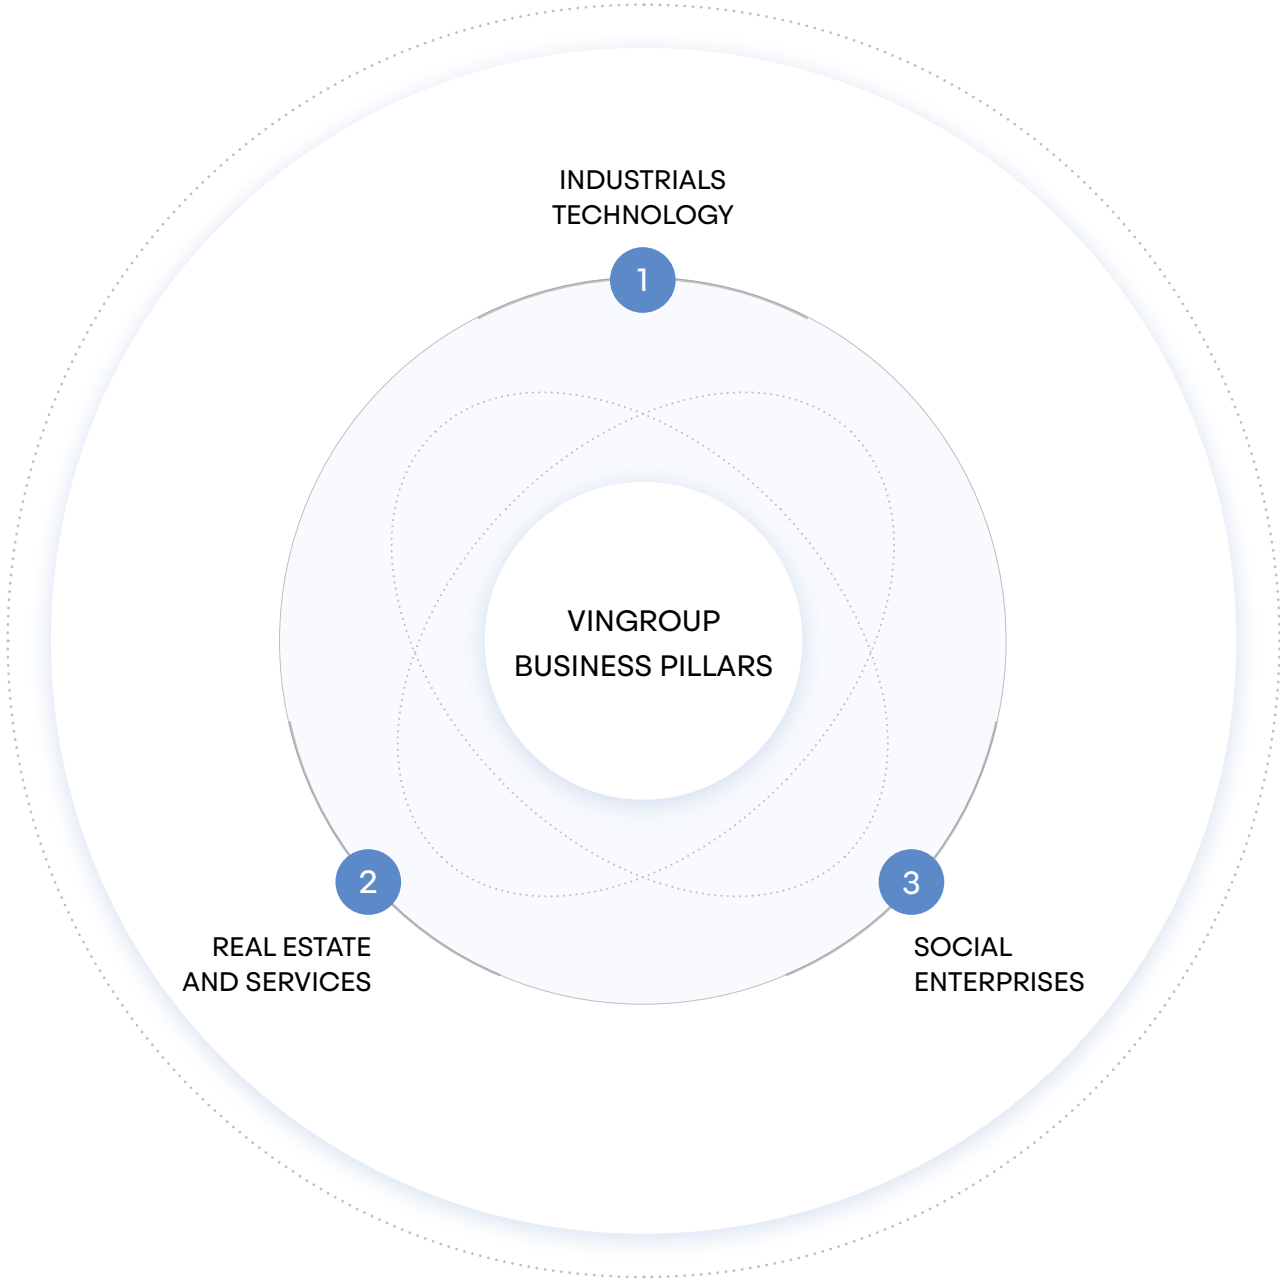 INDUSTRIALS
TECHNOLOGY
1
VINGROUP
BUSINESS PILLARS
2
REAL ESTATE
AND SERVICES
3
SOCIAL
ENTERPRISES